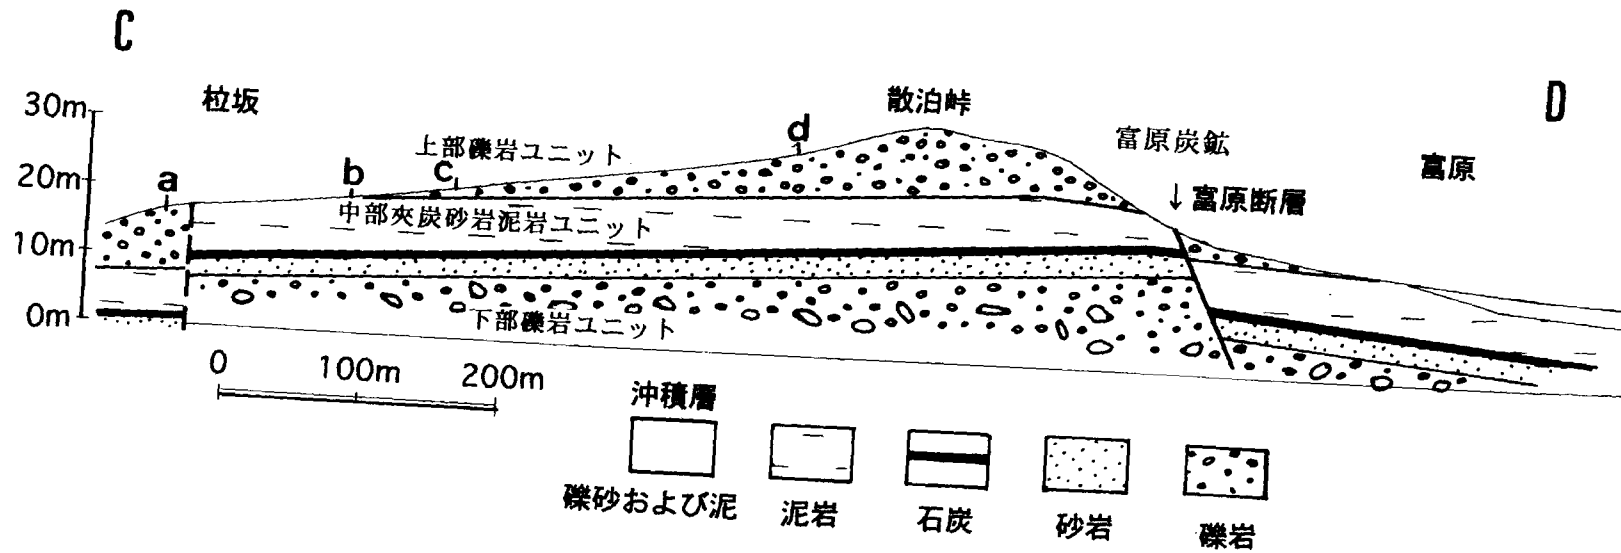 C
D
30m
20m
10m
0m
柆坂
散泊峠
富原炭鉱
富原
↓富原断層
a
b
c
d
上部礫岩ユニット
中部夾炭砂岩泥岩ユニット
下部礫岩ユニット
0 100m 200m
沖積層
礫砂および泥
泥岩
石炭
砂岩
礫岩